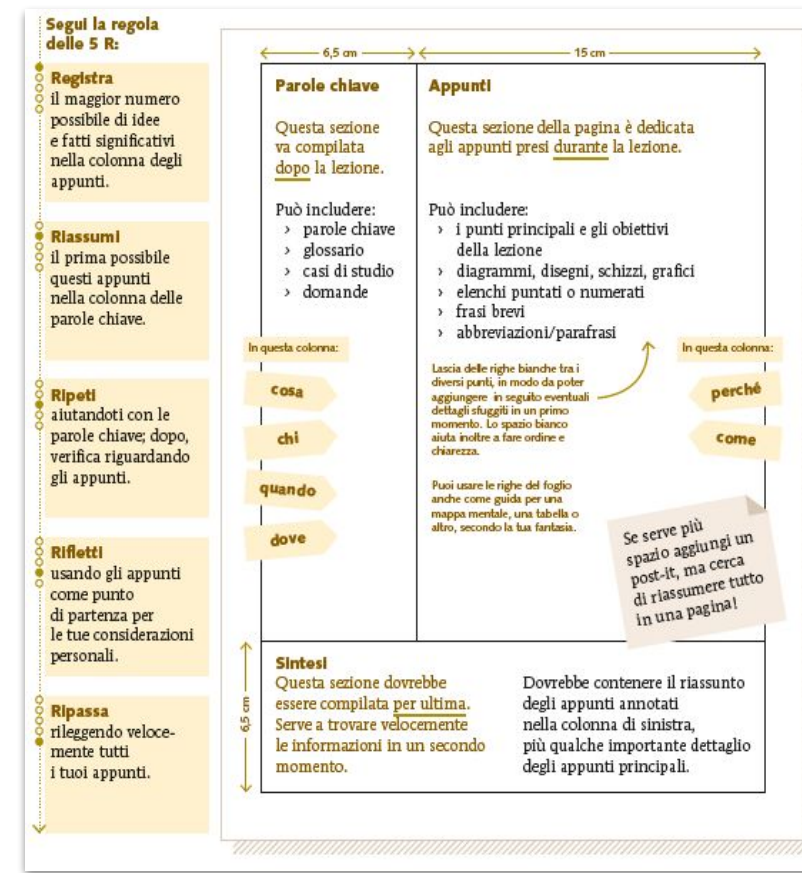 Segui la regola
delle 5 R:
Registra
il maggior numero
possibile di idee
e fatti significativi
nella colonna degli
appunti.
Riassumi
il prima possibile
questi appunti
nella colonna delle
parole chiave.
Ripeti
aiutandoti con le
parole chiave; dopo,
verifica riguardando
gli appunti.
Rifletti
usando gli appunti
come punto
di partenza per
le tue considerazioni
personali.
Ripassa
rileggendo veloce-
mente tutti
i tuoi appunti.
6,5 cm
15 cm
Parole chiave
Questa sezione
va compilata
dopo la lezione.
Può includere:
› parole chiave
› glossario
› casi di studio
› domande
In questa colonna:
cosa
chi
quando
dove
Appunti
Questa sezione della pagina è dedicata
agli appunti presi durante la lezione.
Può includere:
› i punti principali e gli obiettivi
della lezione
› diagrammi, disegni, schizzi, grafici
› elenchi puntati o numerati
› frasi brevi
› abbreviazioni/parafrasi
Lascia delle righe bianche tra i
diversi punti, in modo da poter
aggiungere in seguito eventuali
dettagli sfuggiti in un primo
momento. Lo spazio bianco
aiuta inoltre a fare ordine e
chiarezza.
Puoi usare le righe del foglio
anche come guida per una
mappa mentale, una tabella o
altro, secondo la tua fantasia.
In questa colonna:
perché
come
Se serve più
spazio aggiungi un
post-it, ma cerca
di riassumere tutto
in una pagina!
6,5 cm
Sintesi
Questa sezione dovrebbe
essere compilata per ultima.
Serve a trovare velocemente
le informazioni in un secondo
momento.
Dovrebbe contenere il riassunto
degli appunti annotati
nella colonna di sinistra,
più qualche importante dettaglio
degli appunti principali.